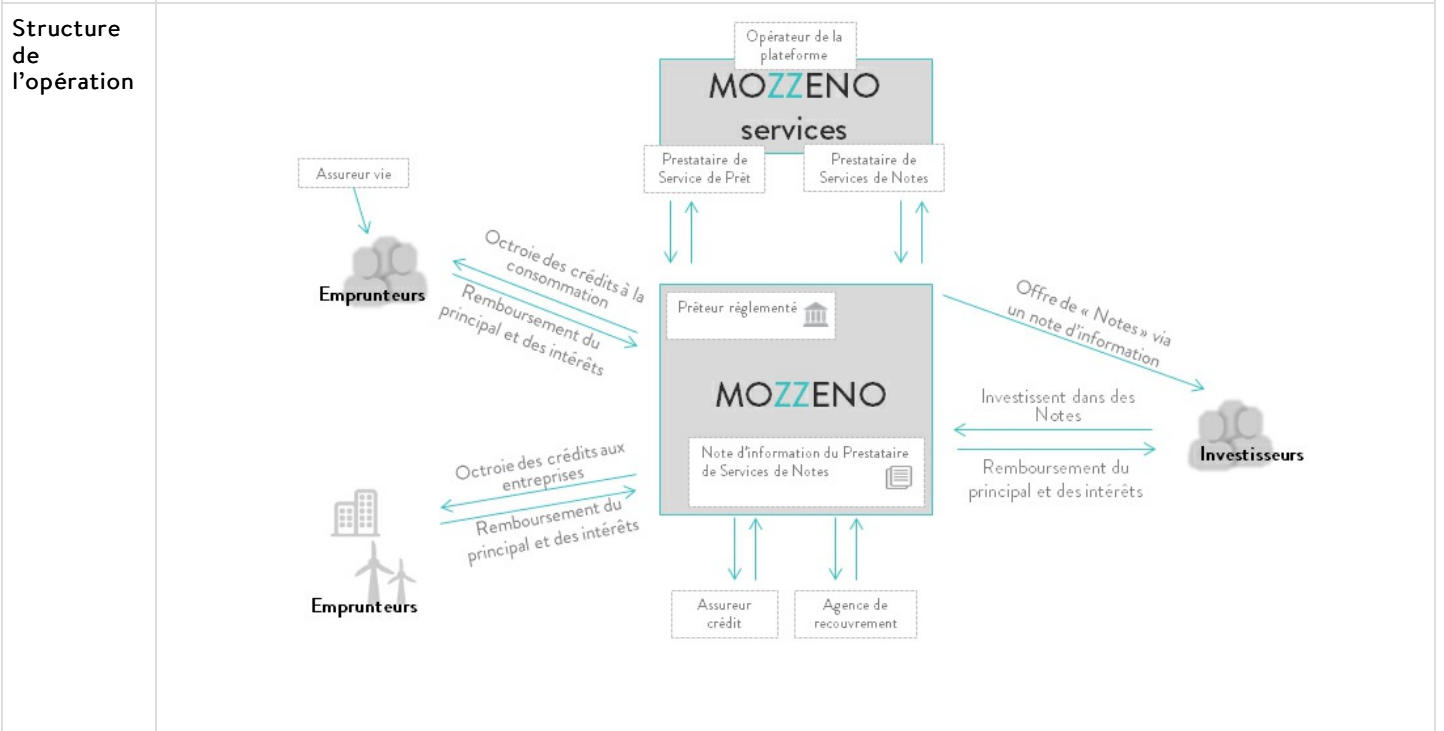 Structure
de
l'opération
Opérateur de la
plateforme
MOZZENO
services
Prestataire de
Service de Prêt
Prestataire de
Services de Notes
Assureur vie
Emprunteurs
Octroie des crédits à la
consommation
Remboursement du
principal et des intérêts
Prêteur réglementé
MOZZENO
Note d'information du Prestataire
de Services de Notes
Offre de « Notes » via
un note d'information
Investissent dans des
Notes
Remboursement du
principal et des intérêts
Investisseurs
Octroie des crédits aux
entreprises
Remboursement du
principal et des intérêts
Emprunteurs
Assureur
crédit
Agence de
recouvrement